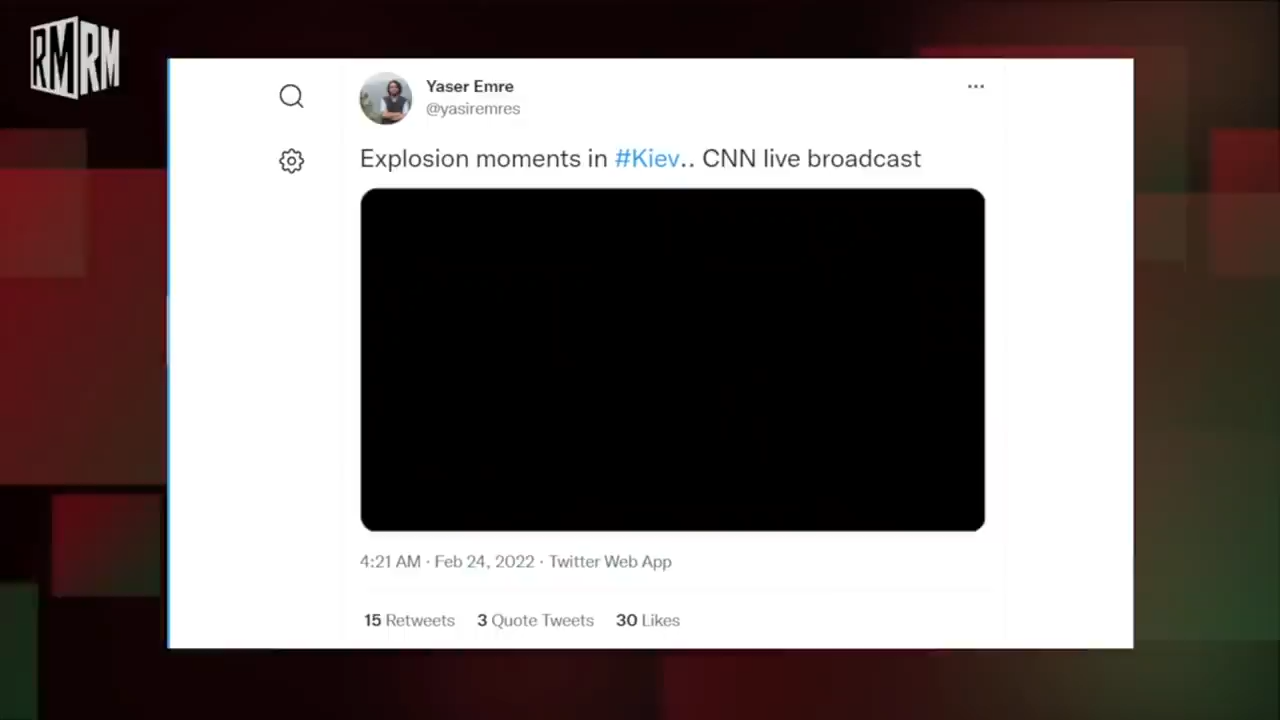 RMRM
Yaser Emre
@yasiremres
Explosion moments in #Kiev.. CNN live broadcast
4:21 AM · Feb 24, 2022 · Twitter Web App
15 Retweets 3 Quote Tweets 30 Likes